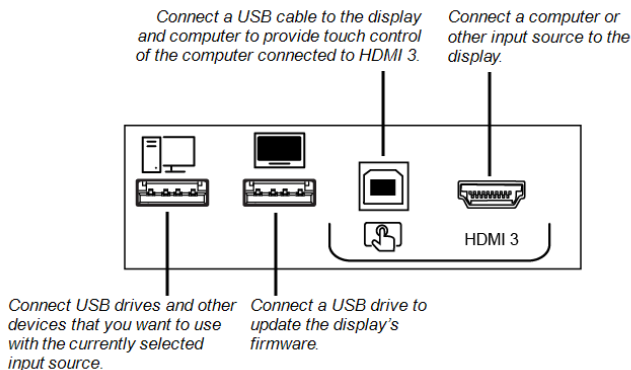 Connect a USB cable to the display
and computer to provide touch control
of the computer connected to HDMI 3.
Connect a computer or
other input source to the
display.
HDMI 3
Connect USB drives and other
devices that you want to use
with the currently selected
input source.
Connect a USB drive to
update the display's
firmware.